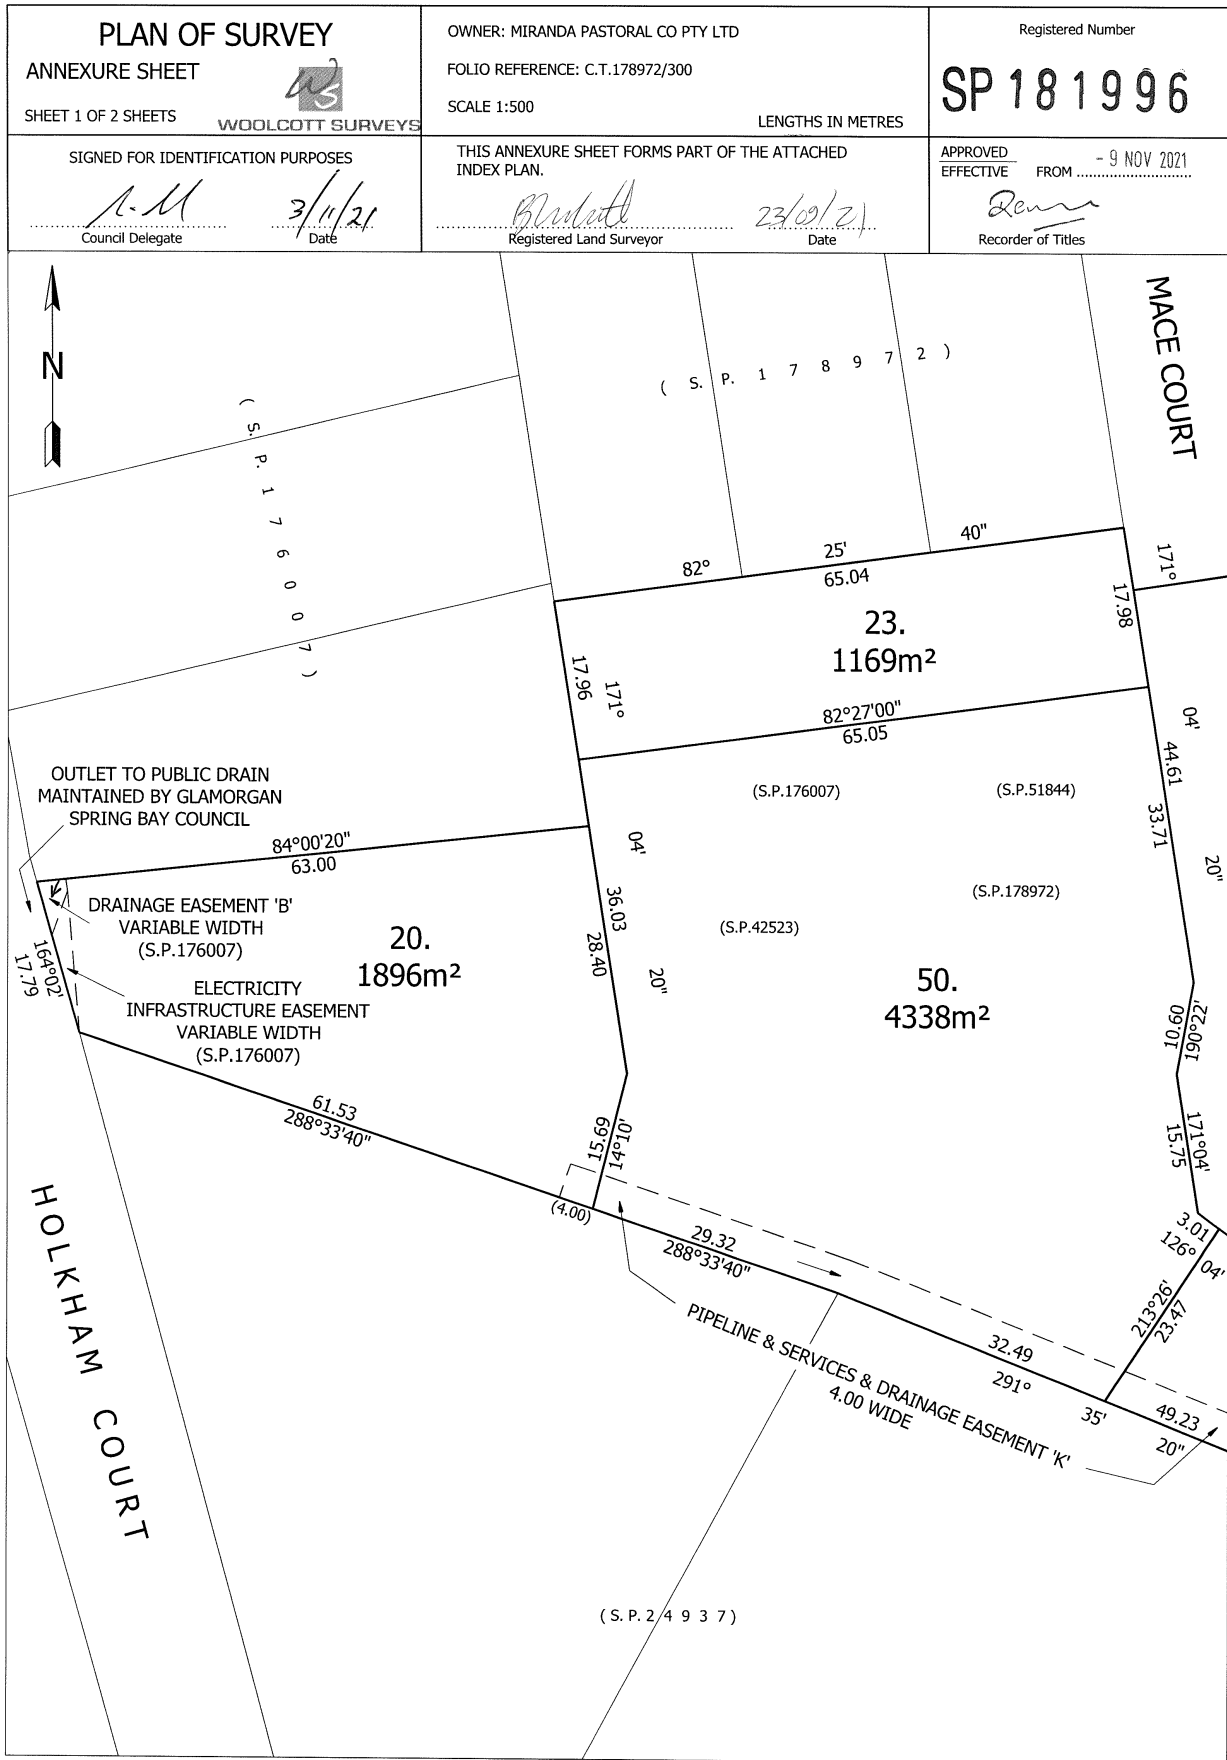 PLAN OF SURVEY
ANNEXURE SHEET
SHEET 1 OF 2 SHEETS
WS
WOOLCOTT SURVEYS
OWNER: MIRANDA PASTORAL CO PTY LTD
FOLIO REFERENCE: C.T.178972/300
SCALE 1:500
LENGTHS IN METRES
Registered Number
SP 181996
SIGNED FOR IDENTIFICATION PURPOSES
3/11/21
Council Delegate
Date
THIS ANNEXURE SHEET FORMS PART OF THE ATTACHED
INDEX PLAN.
23/09/21
Registered Land Surveyor
Date
APPROVED
EFFECTIVE FROM - 9 NOV 2021
Recorder of Titles
N
MACE COURT
( S. P. 1 7 8 9 7 2 )
( S. P. 1 7 6 0 0 7 )
82° 25' 40"
65.04
171°
17.98
23.
1169m²
17.96
171°
82°27'00"
65.05
04'
44.61
33.71
20"
(S.P.176007)
(S.P.51844)
(S.P.178972)
(S.P.42523)
OUTLET TO PUBLIC DRAIN
MAINTAINED BY GLAMORGAN
SPRING BAY COUNCIL
84°00'20"
63.00
04'
36.03
28.40
20"
DRAINAGE EASEMENT 'B'
VARIABLE WIDTH
(S.P.176007)
20.
1896m²
164°02'
17.79
ELECTRICITY
INFRASTRUCTURE EASEMENT
VARIABLE WIDTH
(S.P.176007)
50.
4338m²
10.60
190°22'
61.53
288°33'40"
15.69
14°10'
171°04'
15.75
(4.00)
29.32
288°33'40"
3.01
126° 04'
213°26'
23.47
HOLKHAM COURT
PIPELINE & SERVICES & DRAINAGE EASEMENT 'K'
4.00 WIDE
32.49
291° 35' 20"
49.23
( S. P. 2 4 9 3 7 )